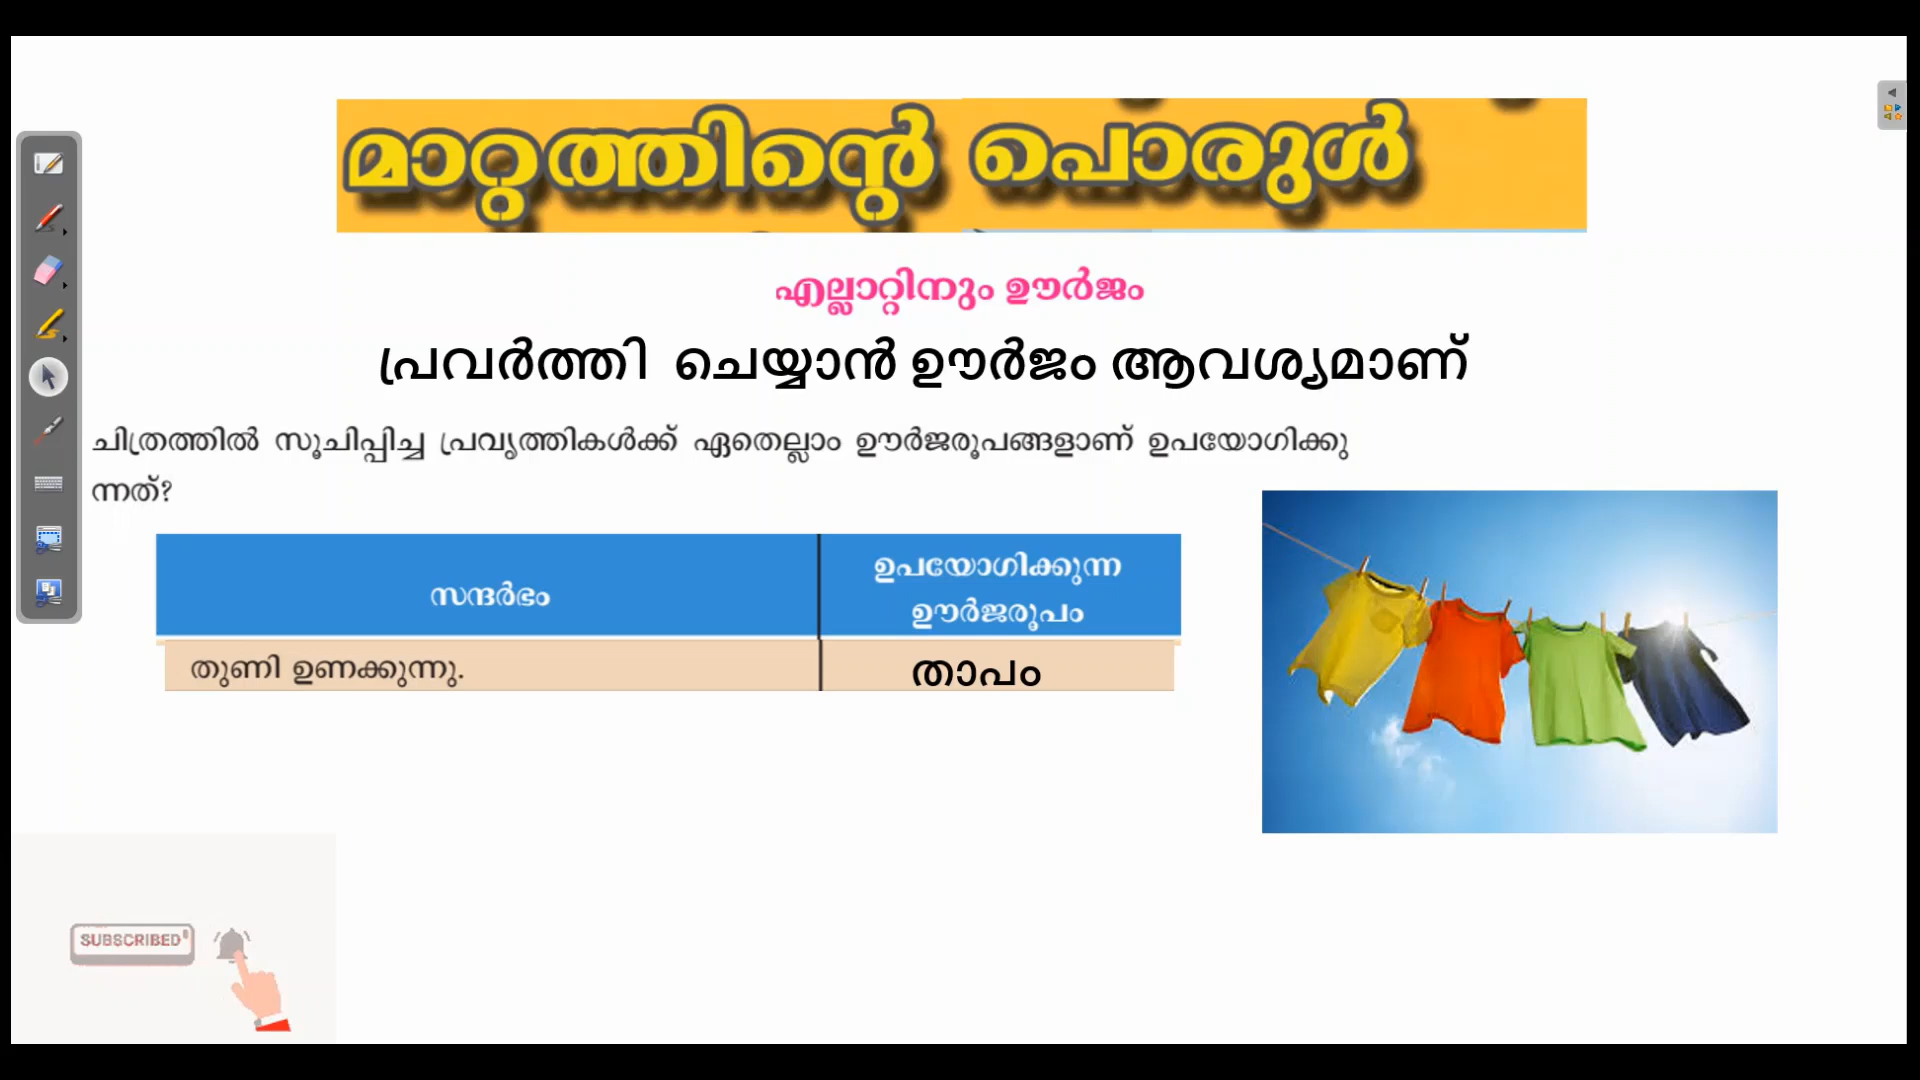 മാറ്റത്തിന്റെ പൊരുൾ
എല്ലാറ്റിനും ഊർജം
പ്രവർത്തി ചെയ്യാൻ ഊർജം ആവശ്യമാണ്
ചിത്രത്തിൽ സൂചിപ്പിച്ച പ്രവൃത്തികൾക്ക് ഏതെല്ലാം ഊർജരൂപങ്ങളാണ് ഉപയോഗിക്കു
ന്നത്?
സന്ദർഭം
ഉപയോഗിക്കുന്ന
ഊർജരൂപം
തുണി ഉണക്കുന്നു.
താപം
SUBSCRIBED